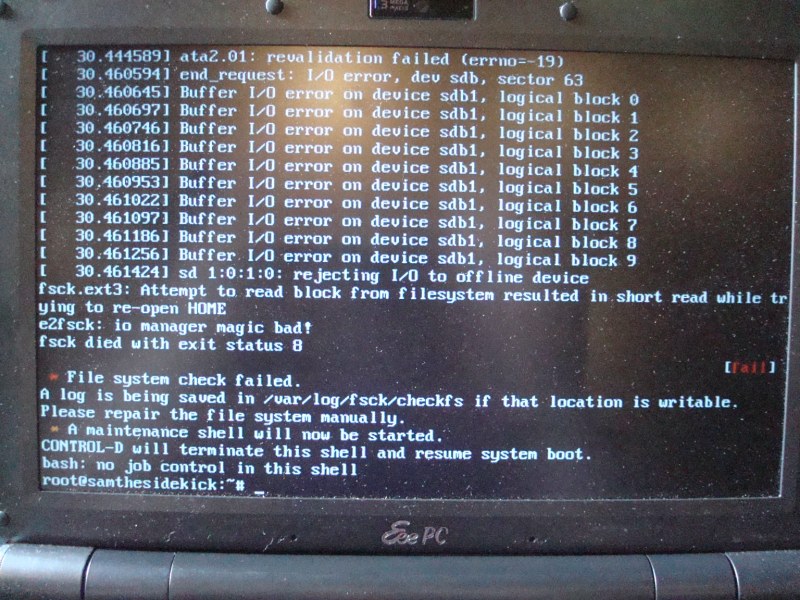 [   30.444589] ata2.01: revalidation failed (errno=-19)
[   30.460594] end_request: I/O error, dev sdb, sector 63
[   30.460645] Buffer I/O error on device sdb1, logical block 0
[   30.460697] Buffer I/O error on device sdb1, logical block 1
[   30.460746] Buffer I/O error on device sdb1, logical block 2
[   30.460816] Buffer I/O error on device sdb1, logical block 3
[   30.460885] Buffer I/O error on device sdb1, logical block 4
[   30.460953] Buffer I/O error on device sdb1, logical block 5
[   30.461022] Buffer I/O error on device sdb1, logical block 6
[   30.461097] Buffer I/O error on device sdb1, logical block 7
[   30.461186] Buffer I/O error on device sdb1, logical block 8
[   30.461256] Buffer I/O error on device sdb1, logical block 9
[   30.461424] sd 1:0:1:0: rejecting I/O to offline device
fsck.ext3: Attempt to read block from filesystem resulted in short read while tr
ying to re-open HOME
e2fsck: io manager magic bad!
fsck died with exit status 8
[fail]
* File system check failed.
A log is being saved in /var/log/fsck/checkfs if that location is writable.
Please repair the file system manually.
* A maintenance shell will now be started.
CONTROL-D will terminate this shell and resume system boot.
bash: no job control in this shell
root@samthesidekick:~#
Eee PC